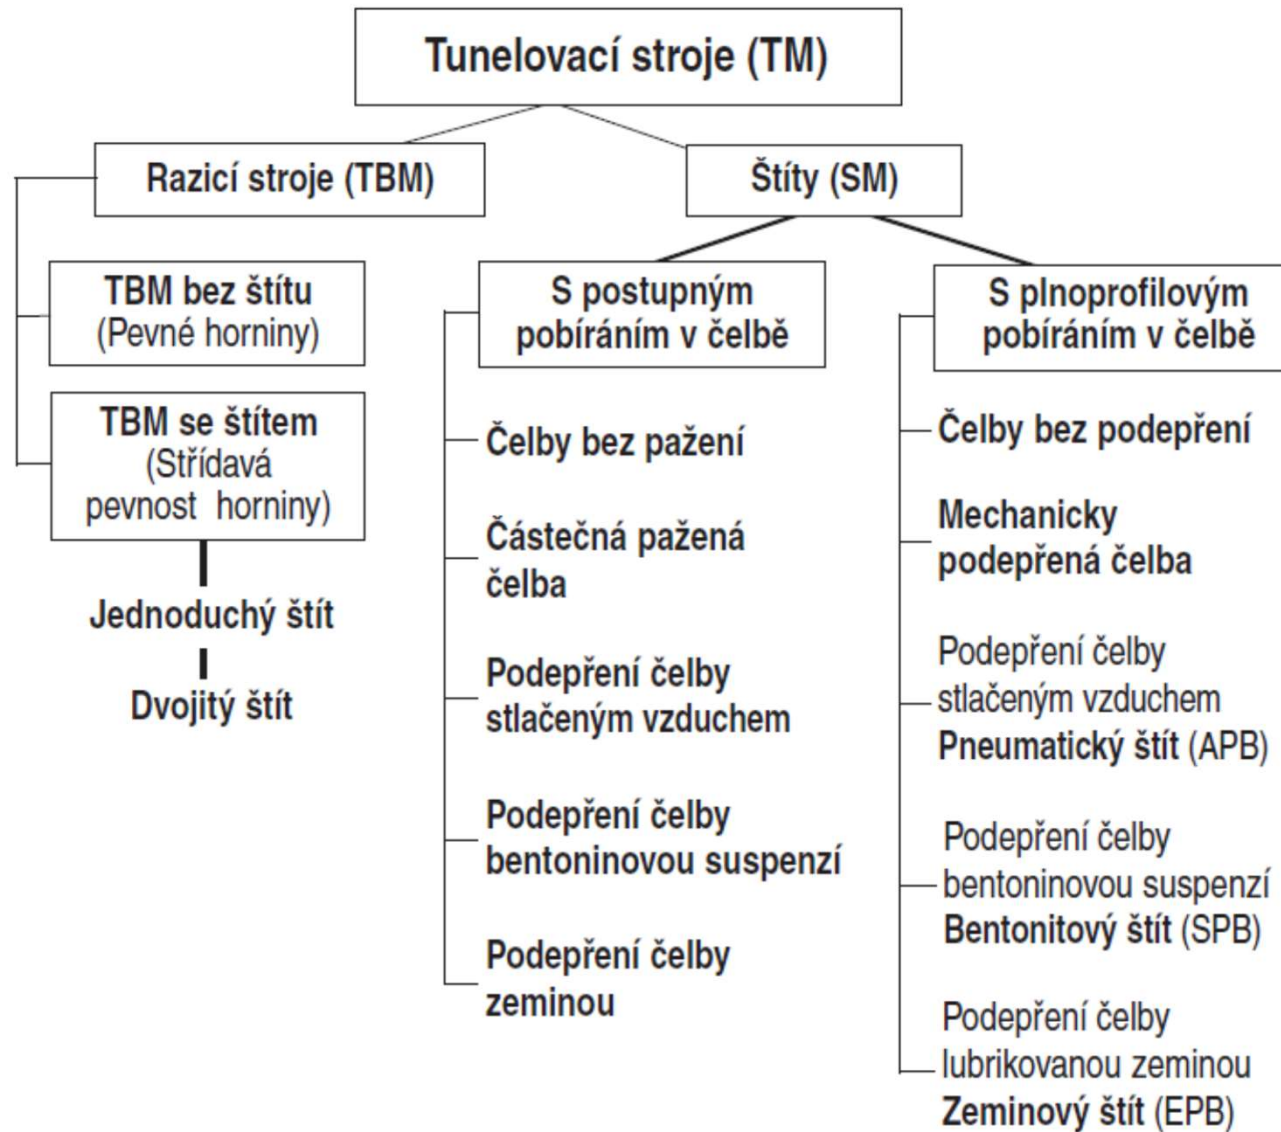 Tunelovací stroje (TM)
Razicí stroje (TBM)
Štíty (SM)
TBM bez štítu
(Pevné horniny)
TBM se štítem
(Střídavá
pevnost horniny)
Jednoduchý štít
Dvojitý štít
S postupným
pobíráním v čelbě
Čelby bez pažení
Částečná pažená
čelba
Podepření čelby
stlačeným vzduchem
Podepření čelby
bentoninovou suspenzí
Podepření čelby
zeminou
S plnoprofilovým
pobíráním v čelbě
Čelby bez podepření
Mechanicky
podepřená čelba
Podepření čelby
stlačeným vzduchem
Pneumatický štít (APB)
Podepření čelby
bentoninovou suspenzí
Bentonitový štít (SPB)
Podepření čelby
lubrikovanou zeminou
Zeminový štít (EPB)